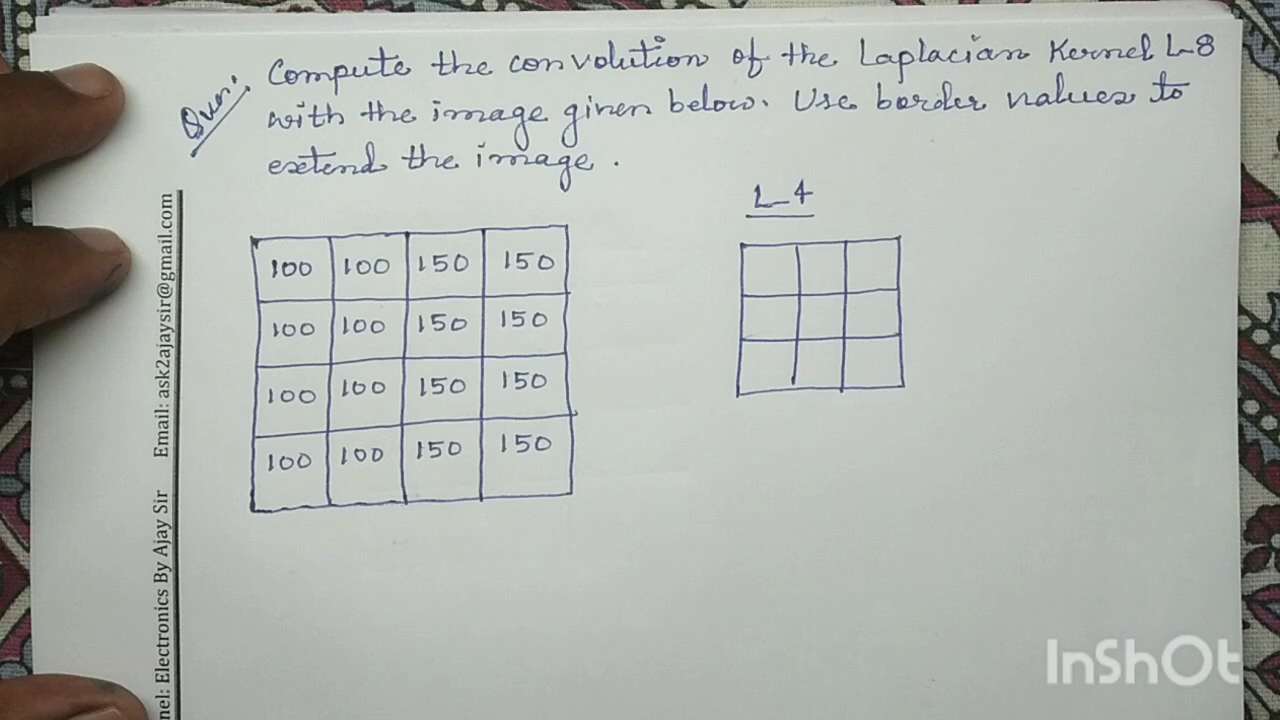 Ques: Compute the convolution of the Laplacian Kernel L-8
with the image given below. Use border values to
extend the image.
L-4
100 100 150 150
100 100 150 150
100 100 150 150
100 100 150 150
nel: Electronics By Ajay Sir Email: ask2ajaysir@gmail.com
InShOt